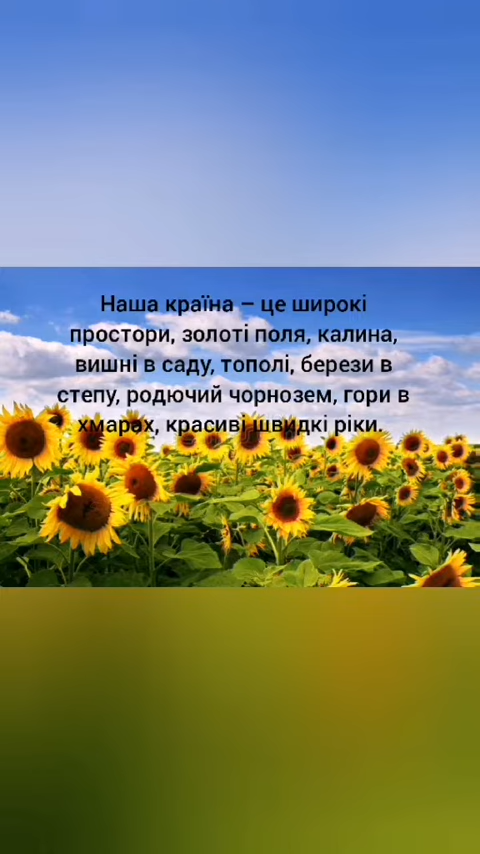 Наша країна – це широкі
простори, золоті поля, калина,
вишні в саду, тополі, берези в
степу, родючий чорнозем, гори в
хмарах, красиві швидкі ріки.